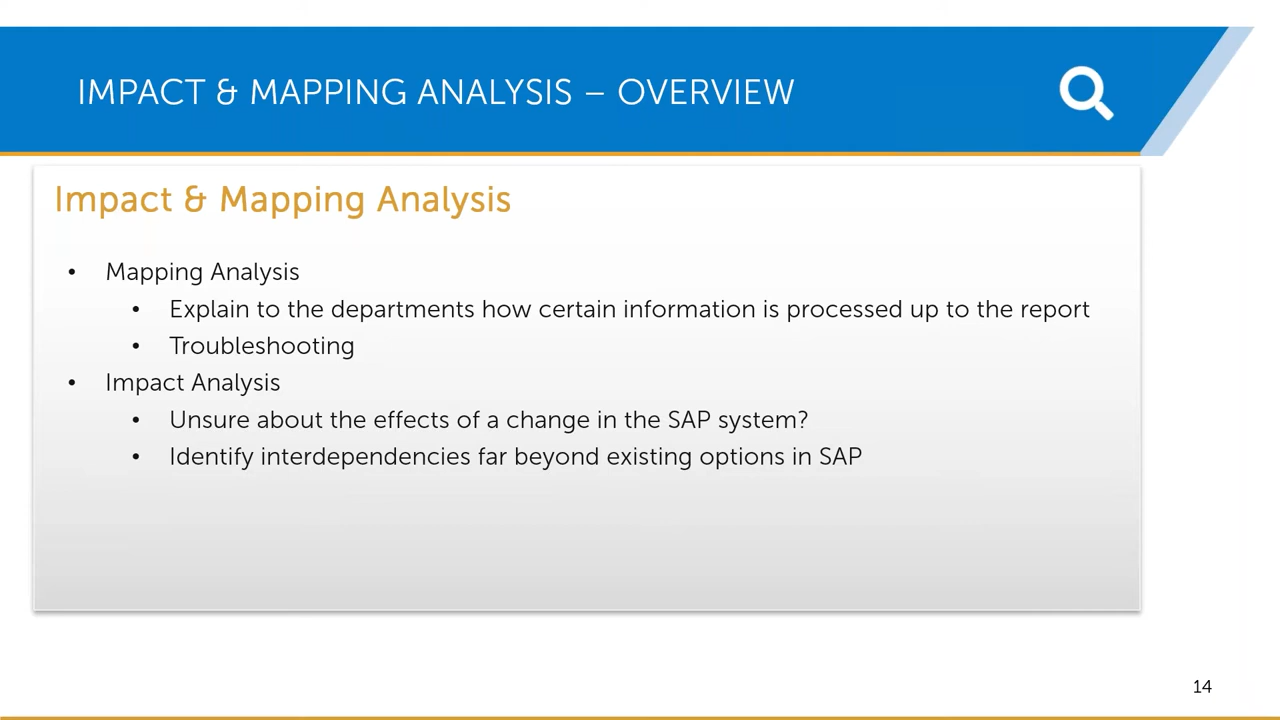 IMPACT & MAPPING ANALYSIS – OVERVIEW
Impact & Mapping Analysis
• Mapping Analysis
• Explain to the departments how certain information is processed up to the report
• Troubleshooting
• Impact Analysis
• Unsure about the effects of a change in the SAP system?
• Identify interdependencies far beyond existing options in SAP
14